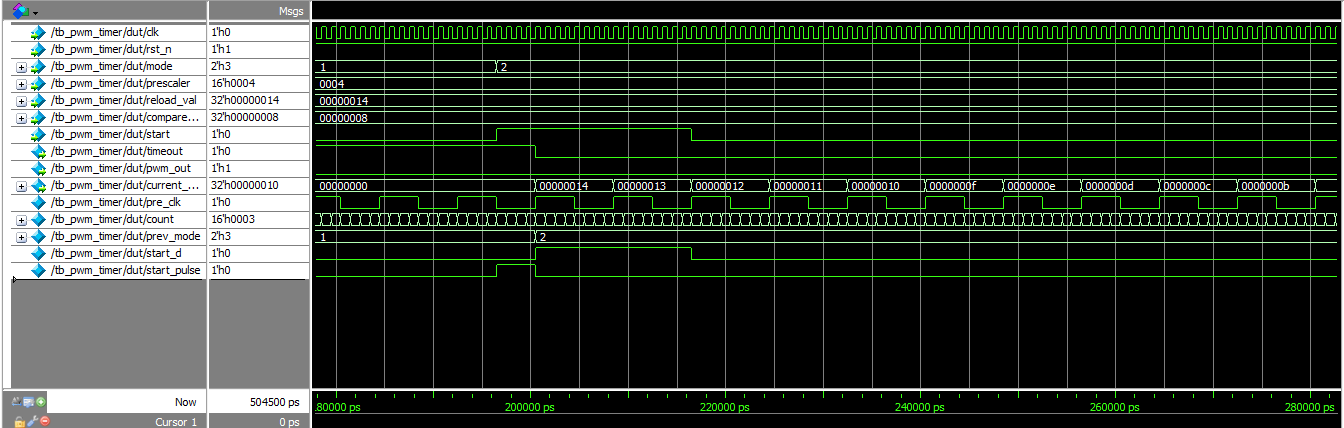 Msgs
/tb_pwm_timer/dut/clk 1'h0
/tb_pwm_timer/dut/rst_n 1'h1
/tb_pwm_timer/dut/mode 2'h3 1 2
/tb_pwm_timer/dut/prescaler 16'h0004 0004
/tb_pwm_timer/dut/reload_val 32'h00000014 00000014
/tb_pwm_timer/dut/compare... 32'h00000008 00000008
/tb_pwm_timer/dut/start 1'h0
/tb_pwm_timer/dut/timeout 1'h0
/tb_pwm_timer/dut/pwm_out 1'h1
/tb_pwm_timer/dut/current_... 32'h00000010 00000000 00000014 00000013 00000012 00000011 00000010 0000000f 0000000e 0000000d 0000000c 0000000b
/tb_pwm_timer/dut/pre_clk 1'h0
/tb_pwm_timer/dut/count 16'h0003
/tb_pwm_timer/dut/prev_mode 2'h3 1 2
/tb_pwm_timer/dut/start_d 1'h0
/tb_pwm_timer/dut/start_pulse 1'h0
Now 504500 ps
80000 ps 200000 ps 220000 ps 240000 ps 260000 ps 280000 ps
Cursor 1 0 ps